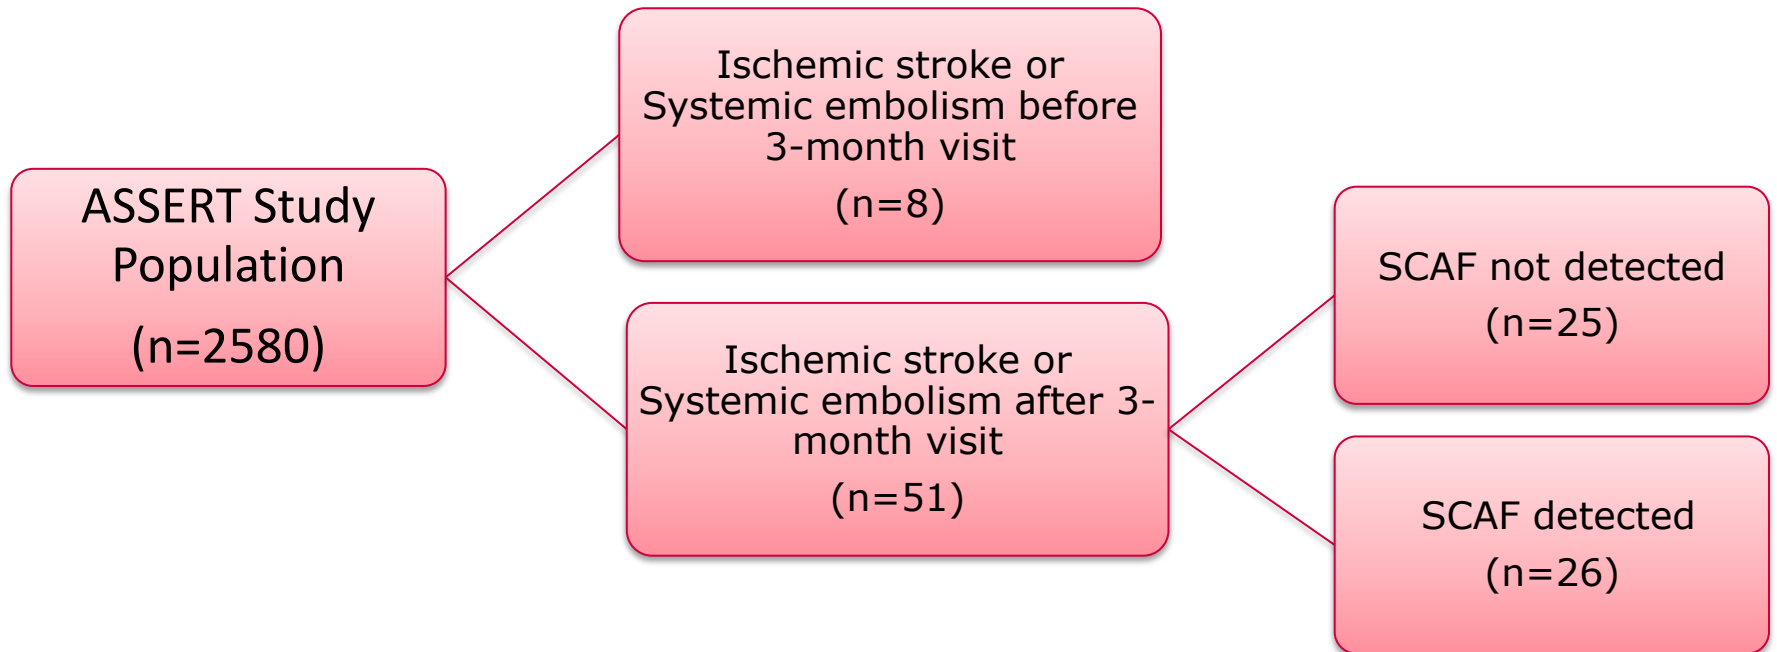 ASSERT Study
Population
(n=2580)
Ischemic stroke or
Systemic embolism before
3-month visit
(n=8)
Ischemic stroke or
Systemic embolism after 3-
month visit
(n=51)
SCAF not detected
(n=25)
SCAF detected
(n=26)